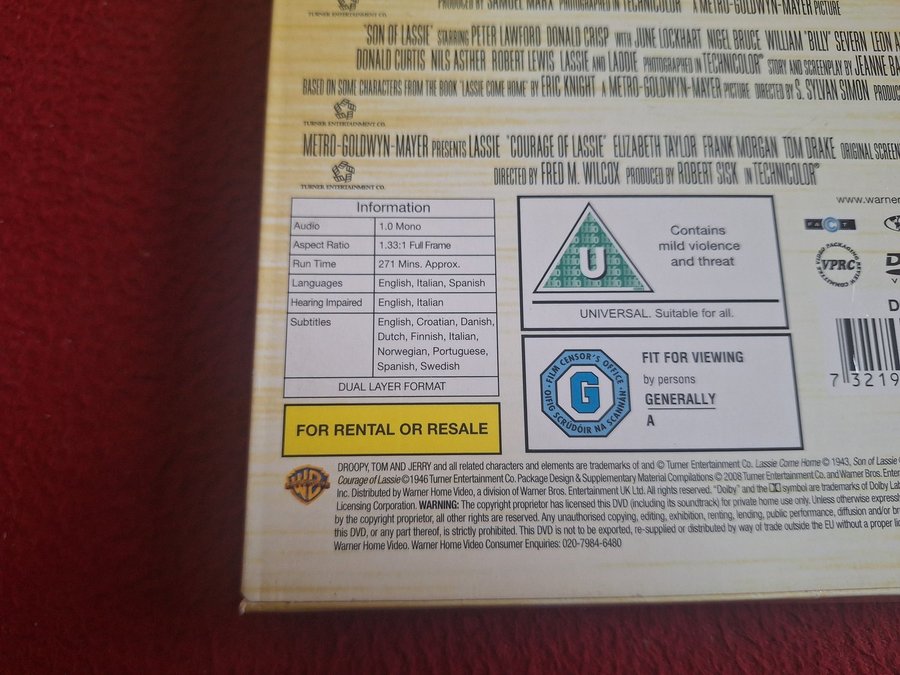 TURNER ENTERTAINMENT CO.
PRODUCED BY SAMUEL MARX PHOTOGRAPHED IN TECHNICOLOR® A METRO-GOLDWYN-MAYER PICTURE
"SON OF LASSIE" STARRING PETER LAWFORD DONALD CRISP WITH JUNE LOCKHART NIGEL BRUCE WILLIAM "BILLY" SEVERN LEON A
DONALD CURTIS NILS ASTHER ROBERT LEWIS LASSIE AND LADDIE PHOTOGRAPHED IN TECHNICOLOR® STORY AND SCREENPLAY BY JEANNE BA
BASED ON SOME CHARACTERS FROM THE BOOK "LASSIE COME HOME" BY ERIC KNIGHT A METRO-GOLDWYN-MAYER PICTURE DIRECTED BY S. SYLVAN SIMON PRODUC
TURNER ENTERTAINMENT CO.
METRO-GOLDWYN-MAYER PRESENTS LASSIE "COURAGE OF LASSIE" ELIZABETH TAYLOR FRANK MORGAN TOM DRAKE ORIGINAL SCREEN
DIRECTED BY FRED M. WILCOX PRODUCED BY ROBERT SISK IN TECHNICOLOR®
TURNER ENTERTAINMENT CO.
Information
Audio 1.0 Mono
Aspect Ratio 1.33:1 Full Frame
Run Time 271 Mins. Approx.
Languages English, Italian, Spanish
Hearing Impaired English, Italian
Subtitles English, Croatian, Danish,
Dutch, Finnish, Italian,
Norwegian, Portuguese,
Spanish, Swedish
DUAL LAYER FORMAT
FOR RENTAL OR RESALE
U
Contains
mild violence
and threat
UNIVERSAL. Suitable for all.
FILM CENSOR'S OFFICE
G
OIFIG SCRÚDÓIR NA SCANNÁN
FIT FOR VIEWING
by persons
GENERALLY
A
www.warner
FACT
VPRC
D
7 3219
WB
DROOPY, TOM AND JERRY and all related characters and elements are trademarks of and © Turner Entertainment Co. Lassie Come Home © 1943, Son of Lassie
Courage of Lassie ©1946 Turner Entertainment Co. Package Design & Supplementary Material Compilations © 2008 Turner Entertainment Co. and Warner Bros. Enter
Inc. Distributed by Warner Home Video, a division of Warner Bros. Entertainment UK Ltd. All rights reserved. "Dolby" and the symbol are trademarks of Dolby Lab
Licensing Corporation. WARNING: The copyright proprietor has licensed this DVD (including its soundtrack) for private home use only. Unless otherwise express
by the copyright proprietor, all other rights are reserved. Any unauthorised copying, editing, exhibition, renting, lending, public performance, diffusion and/or br
this DVD, or any part thereof, is strictly prohibited. This DVD is not to be exported, re-supplied or distributed by way of trade outside the EU without a proper li
Warner Home Video. Warner Home Video Consumer Enquiries: 020-7984-6480